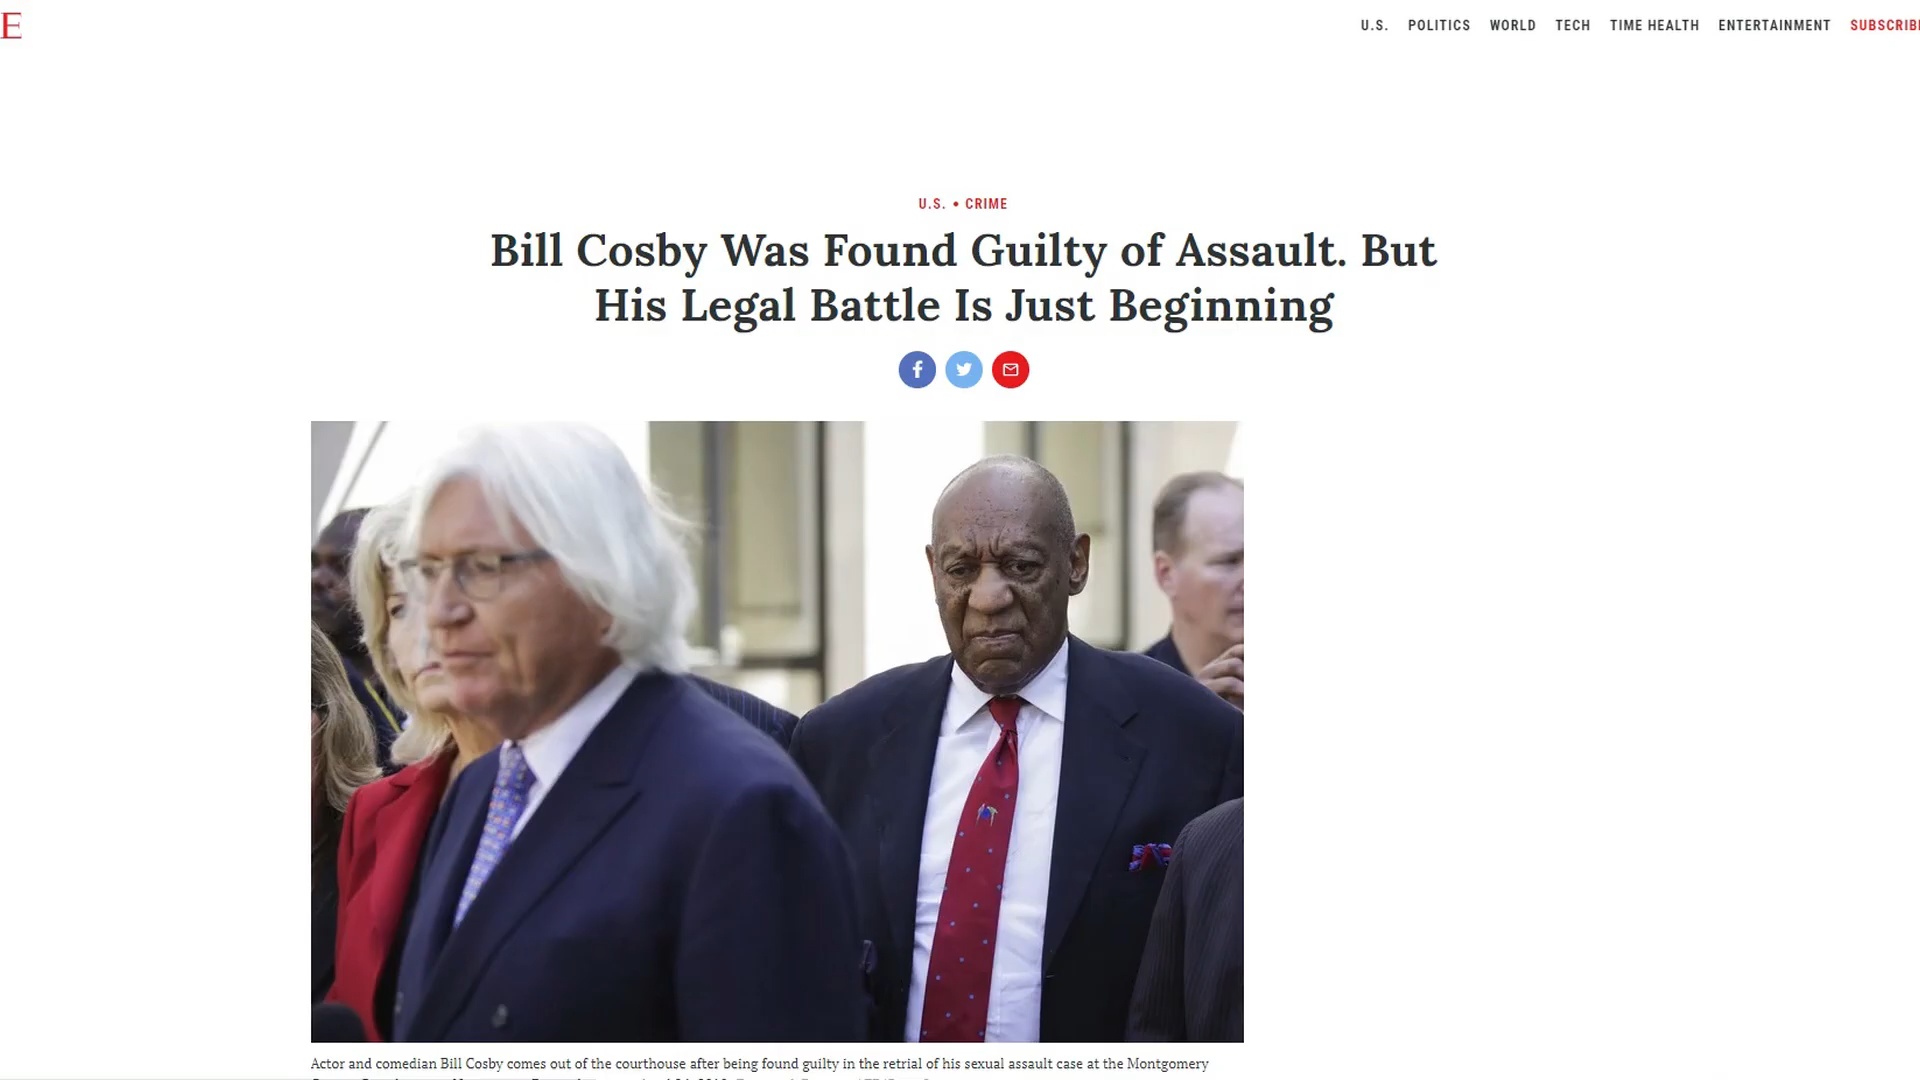 E
U.S. POLITICS WORLD TECH TIME HEALTH ENTERTAINMENT SUBSCRIBE
U.S. • CRIME
Bill Cosby Was Found Guilty of Assault. But
His Legal Battle Is Just Beginning
Actor and comedian Bill Cosby comes out of the courthouse after being found guilty in the retrial of his sexual assault case at the Montgomery